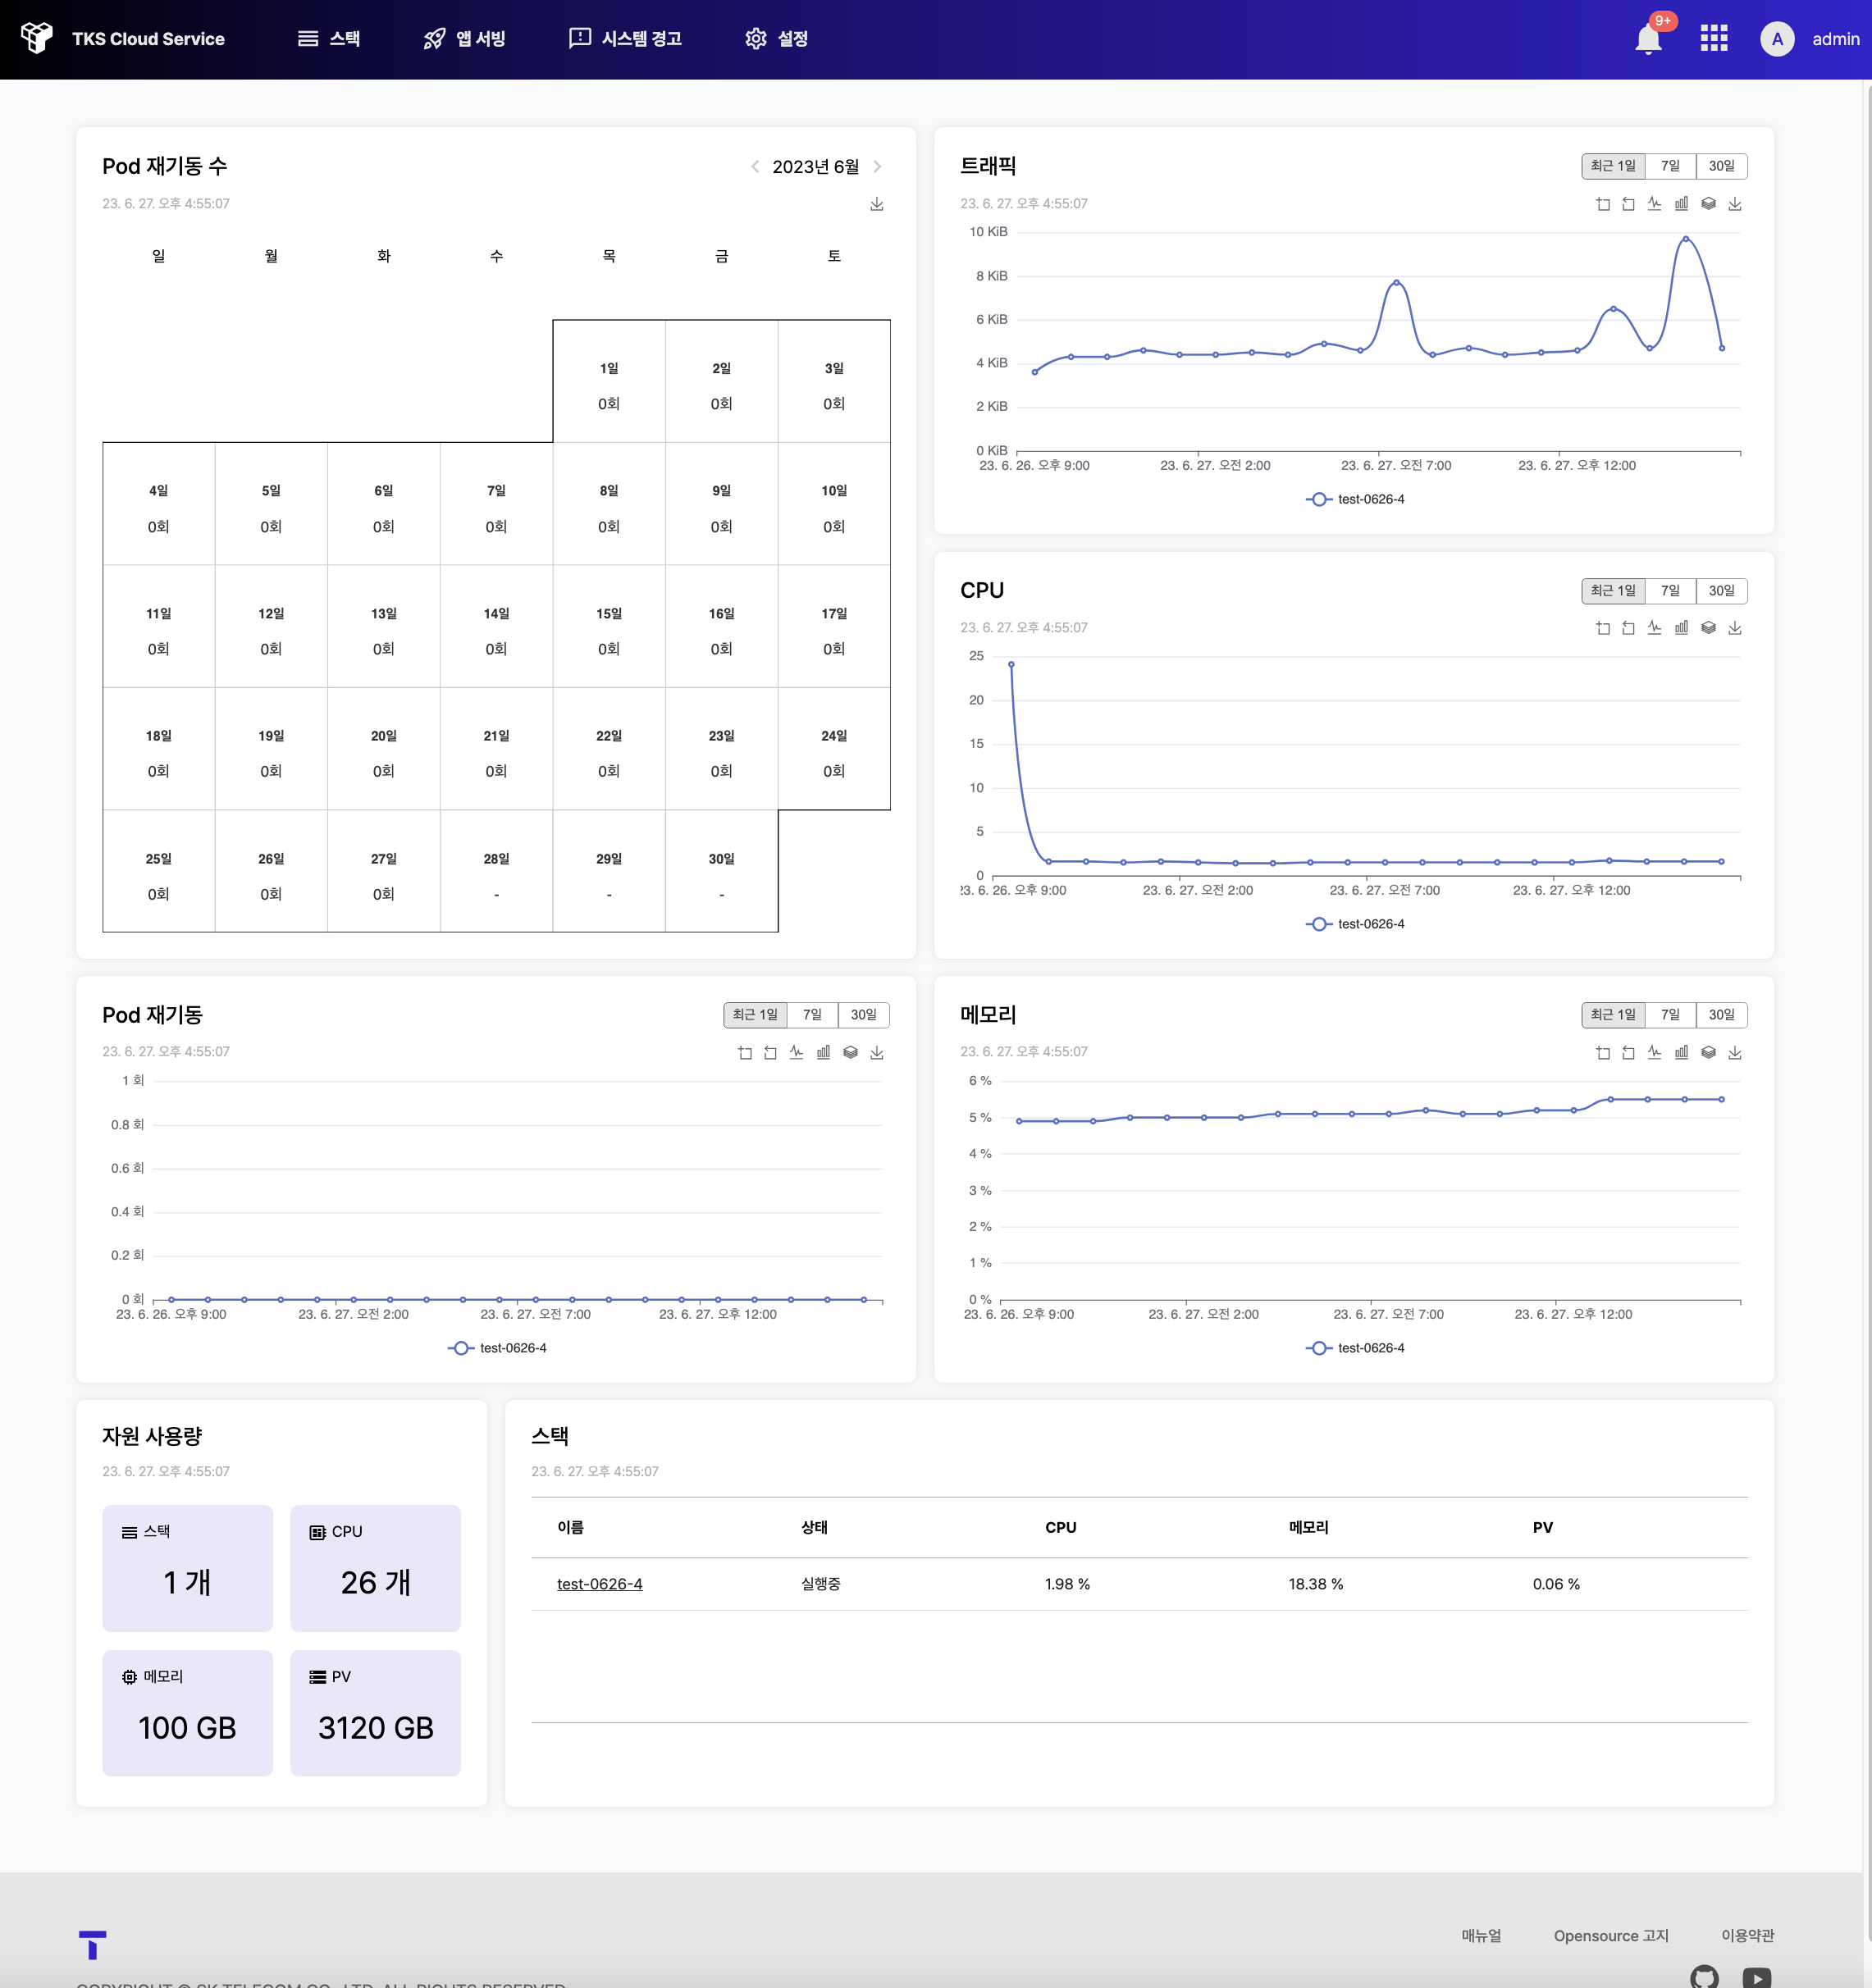 TKS Cloud Service
스택
앱 서빙
시스템 경고
설정
9+
A
admin
Pod 재기동 수
2023년 6월
23. 6. 27. 오후 4:55:07
일 월 화 수 목 금 토
1일 2일 3일
0회 0회 0회
4일 5일 6일 7일 8일 9일 10일
0회 0회 0회 0회 0회 0회 0회
11일 12일 13일 14일 15일 16일 17일
0회 0회 0회 0회 0회 0회 0회
18일 19일 20일 21일 22일 23일 24일
0회 0회 0회 0회 0회 0회 0회
25일 26일 27일 28일 29일 30일
0회 0회 0회 - - -
트래픽
최근 1일 7일 30일
23. 6. 27. 오후 4:55:07
10 KiB
8 KiB
6 KiB
4 KiB
2 KiB
0 KiB
23. 6. 26. 오후 9:00 23. 6. 27. 오전 2:00 23. 6. 27. 오전 7:00 23. 6. 27. 오후 12:00
test-0626-4
CPU
최근 1일 7일 30일
23. 6. 27. 오후 4:55:07
25
20
15
10
5
0
23. 6. 26. 오후 9:00 23. 6. 27. 오전 2:00 23. 6. 27. 오전 7:00 23. 6. 27. 오후 12:00
test-0626-4
Pod 재기동
최근 1일 7일 30일
23. 6. 27. 오후 4:55:07
1 회
0.8 회
0.6 회
0.4 회
0.2 회
0 회
23. 6. 26. 오후 9:00 23. 6. 27. 오전 2:00 23. 6. 27. 오전 7:00 23. 6. 27. 오후 12:00
test-0626-4
메모리
최근 1일 7일 30일
23. 6. 27. 오후 4:55:07
6 %
5 %
4 %
3 %
2 %
1 %
0 %
23. 6. 26. 오후 9:00 23. 6. 27. 오전 2:00 23. 6. 27. 오전 7:00 23. 6. 27. 오후 12:00
test-0626-4
자원 사용량
23. 6. 27. 오후 4:55:07
스택
1 개
CPU
26 개
메모리
100 GB
PV
3120 GB
스택
23. 6. 27. 오후 4:55:07
이름 상태 CPU 메모리 PV
test-0626-4 실행중 1.98 % 18.38 % 0.06 %
매뉴얼
Opensource 고지
이용약관
COPYRIGHT © SK TELECOM CO., LTD. ALL RIGHTS RESERVED.